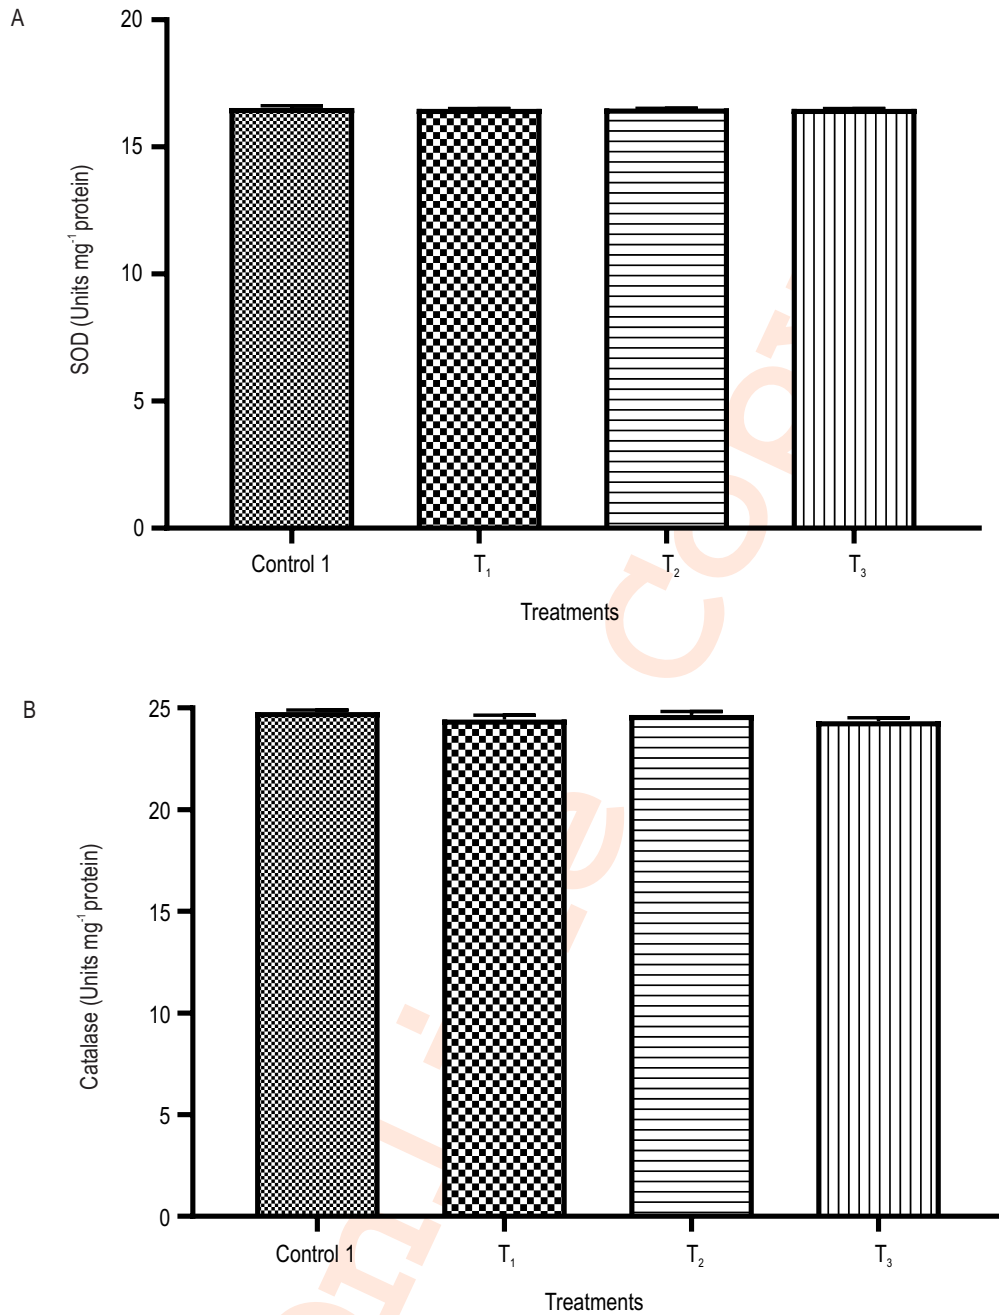 A
20
15
10
5
0
SOD (Units mg⁻¹ protein)
Control 1 T₁ T₂ T₃
Treatments
B
25
20
15
10
5
0
Catalase (Units mg⁻¹ protein)
Control 1 T₁ T₂ T₃
Treatments